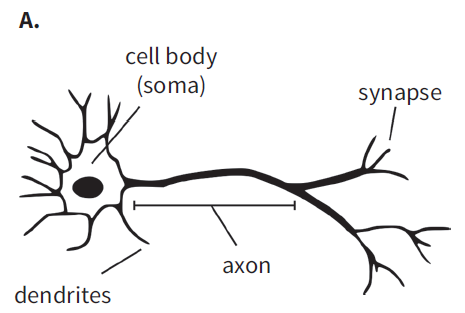 A.
cell body
(soma)
synapse
axon
dendrites